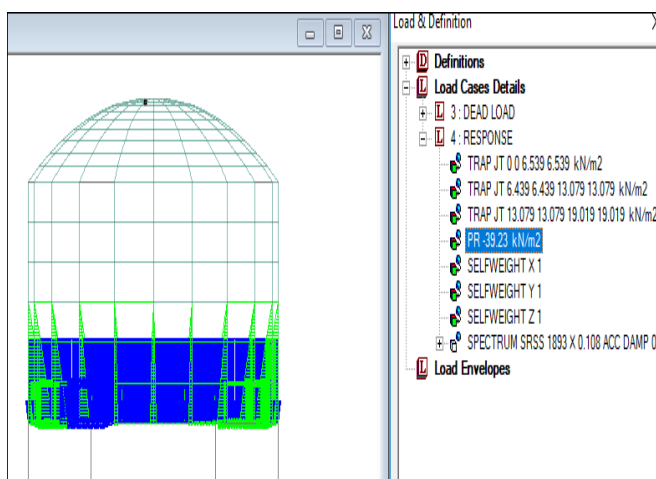 Load & Definition
Definitions
Load Cases Details
3 : DEAD LOAD
4 : RESPONSE
TRAP JT 0 0 6.539 6.539 kN/m2
TRAP JT 6.439 6.439 13.079 13.079 kN/m2
TRAP JT 13.079 13.079 19.019 19.019 kN/m2
PR -39.23 kN/m2
SELFWEIGHT X 1
SELFWEIGHT Y 1
SELFWEIGHT Z 1
SPECTRUM SRSS 1893 X 0.108 ACC DAMP 0
Load Envelopes